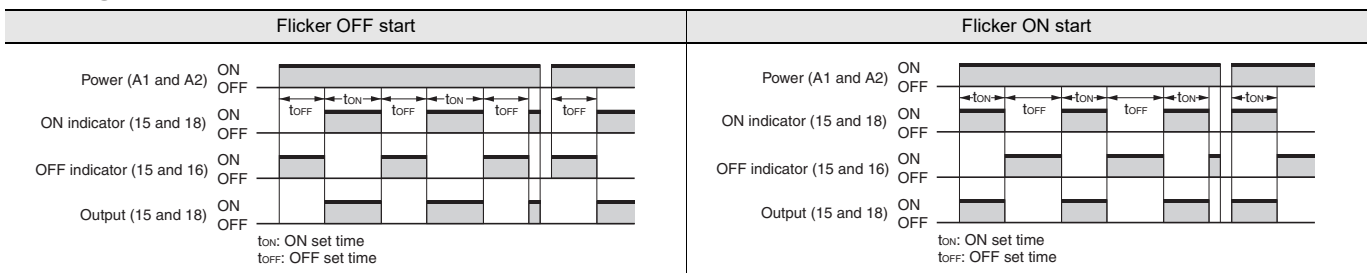 Flicker OFF start
Power (A1 and A2) ON
OFF
tOFF tON tOFF tON tOFF tOFF
ON indicator (15 and 18) ON
OFF
OFF indicator (15 and 16) ON
OFF
Output (15 and 18) ON
OFF
tON: ON set time
tOFF: OFF set time
Flicker ON start
Power (A1 and A2) ON
OFF
tON tOFF tON tOFF tON tON
ON indicator (15 and 18) ON
OFF
OFF indicator (15 and 16) ON
OFF
Output (15 and 18) ON
OFF
tON: ON set time
tOFF: OFF set time